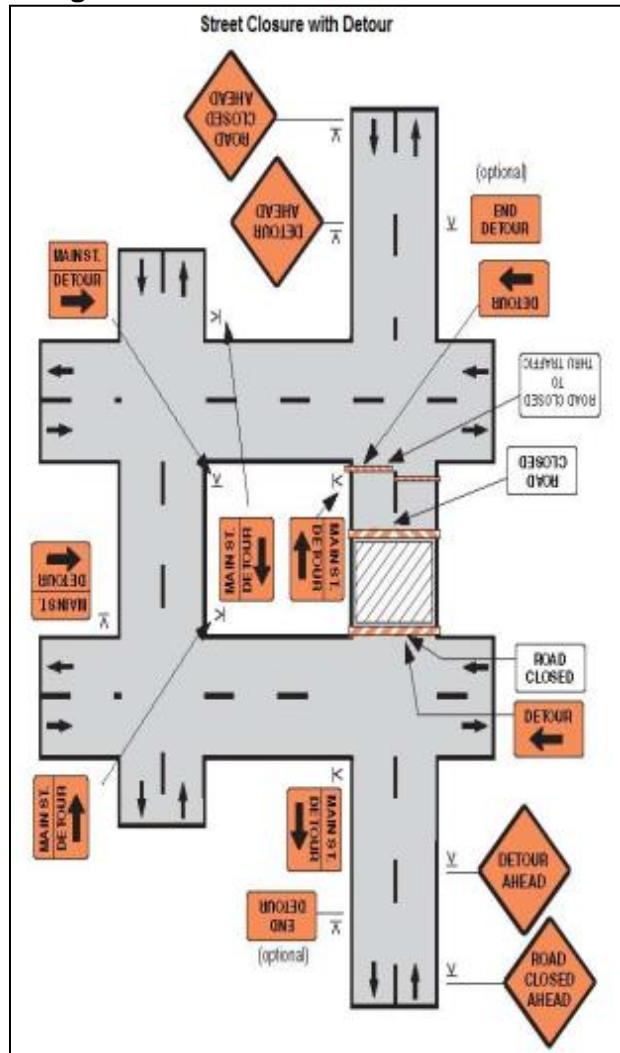 Street Closure with Detour
ROAD
CLOSED
AHEAD
DETOUR
AHEAD
(optional)
END
DETOUR
MAIN ST.
DETOUR
DETOUR
ROAD CLOSED
TO
THRU TRAFFIC
ROAD
CLOSED
MAIN ST.
DETOUR
MAIN ST.
DETOUR
MAIN ST.
DETOUR
ROAD
CLOSED
DETOUR
MAIN ST.
DETOUR
MAIN ST.
DETOUR
DETOUR
AHEAD
END
DETOUR
(optional)
ROAD
CLOSED
AHEAD